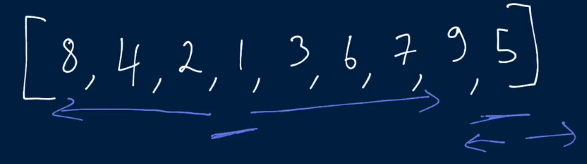 [8, 4, 2, 1, 3, 6, 7, 9, 5]